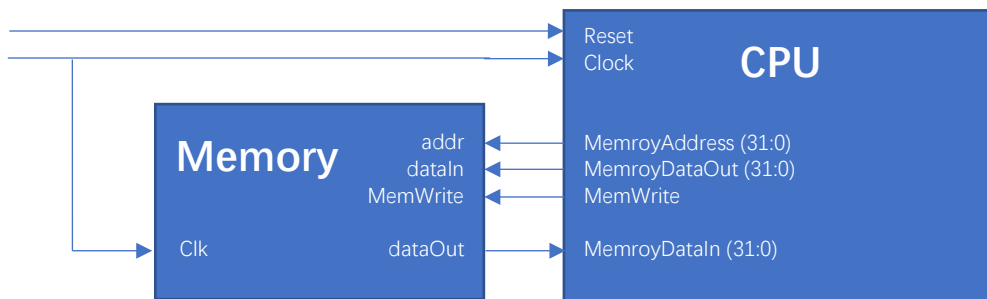 Reset
Clock
CPU
Memory
addr
dataIn
MemWrite
Clk
dataOut
MemroyAddress (31:0)
MemroyDataOut (31:0)
MemWrite
MemroyDataIn (31:0)